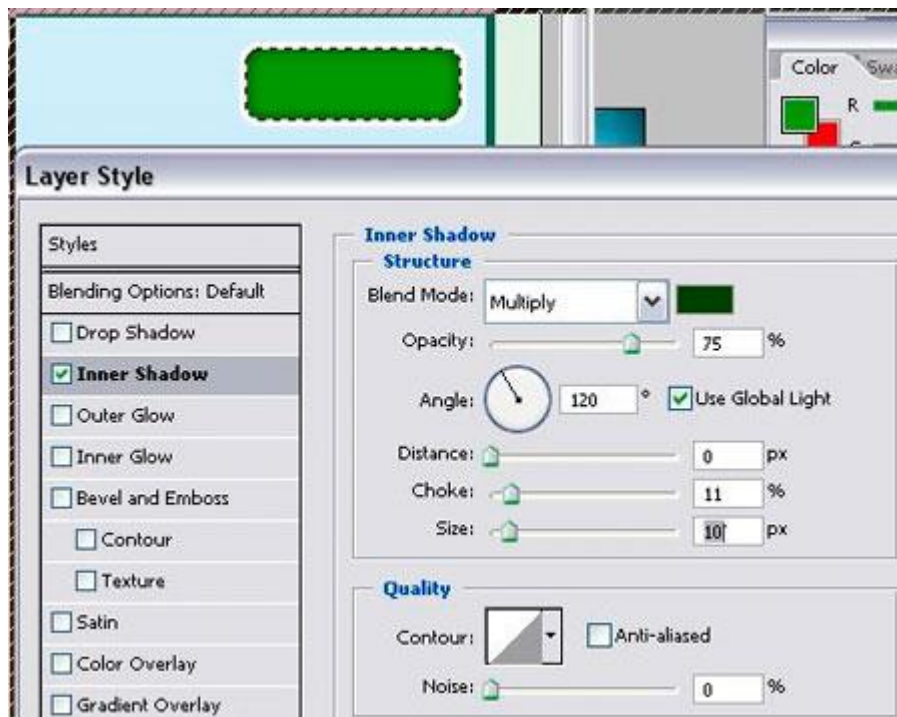 Color Swa
R
Layer Style
Styles
Blending Options: Default
Drop Shadow
Inner Shadow
Outer Glow
Inner Glow
Bevel and Emboss
Contour
Texture
Satin
Color Overlay
Gradient Overlay
Inner Shadow
Structure
Blend Mode: Multiply
Opacity: 75 %
Angle: 120 ° Use Global Light
Distance: 0 px
Choke: 11 %
Size: 10 px
Quality
Contour: Anti-aliased
Noise: 0 %